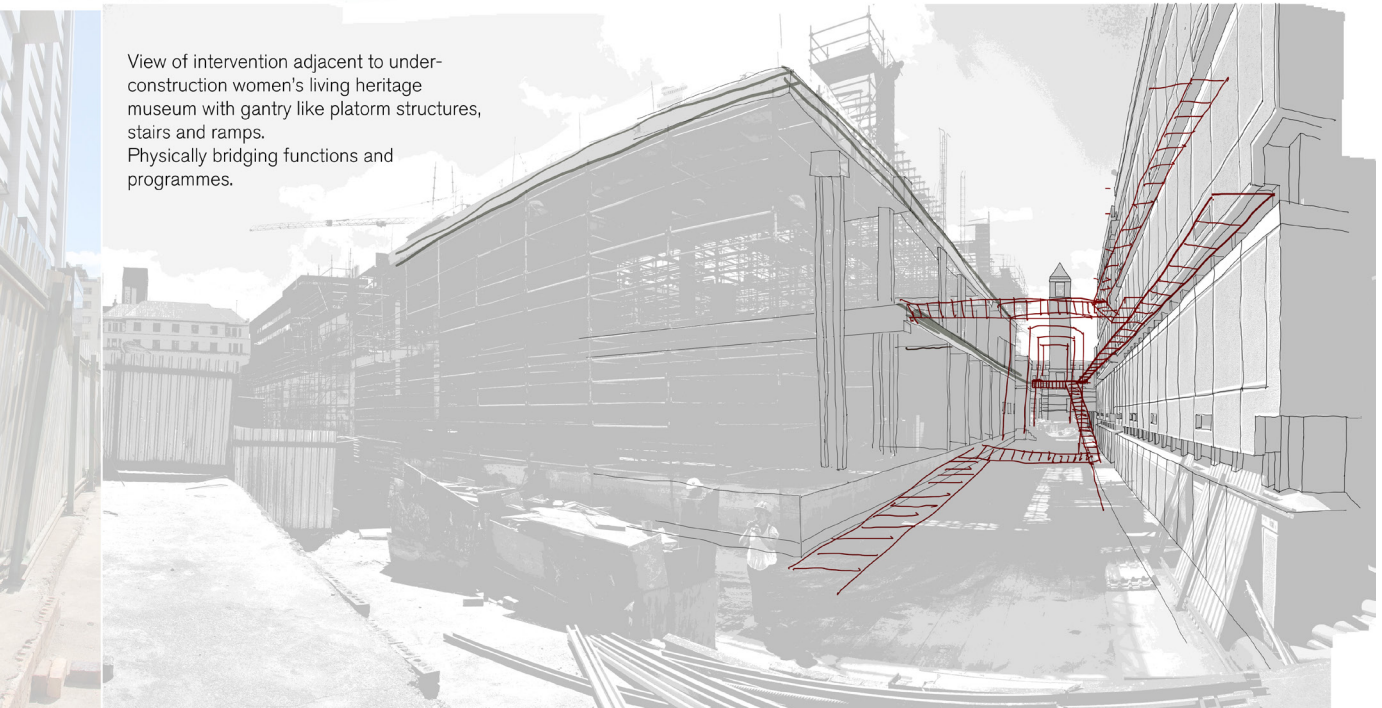 View of intervention adjacent to under-
construction women's living heritage
museum with gantry like platorm structures,
stairs and ramps.
Physically bridging functions and
programmes.